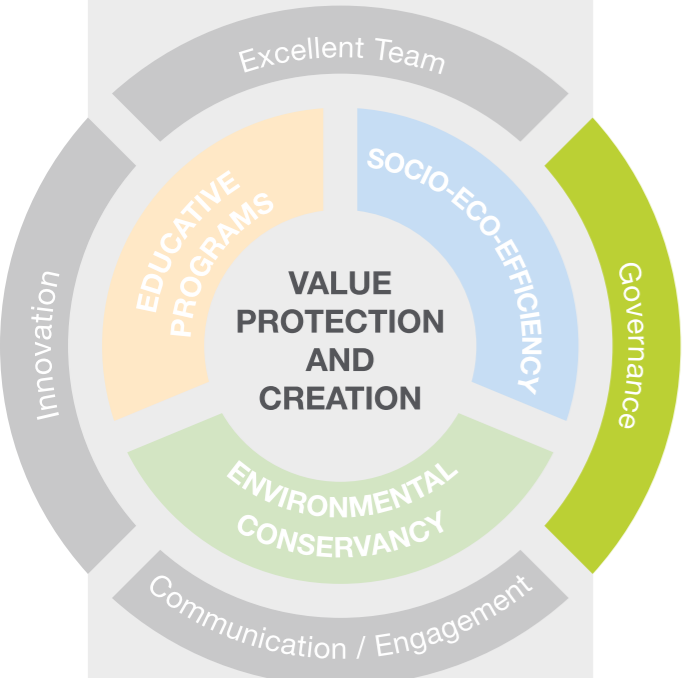 Excellent Team
EDUCATIVE
PROGRAMS
SOCIO-ECO-EFFICIENCY
Innovation
VALUE
PROTECTION
AND
CREATION
Governance
ENVIRONMENTAL
CONSERVANCY
Communication / Engagement